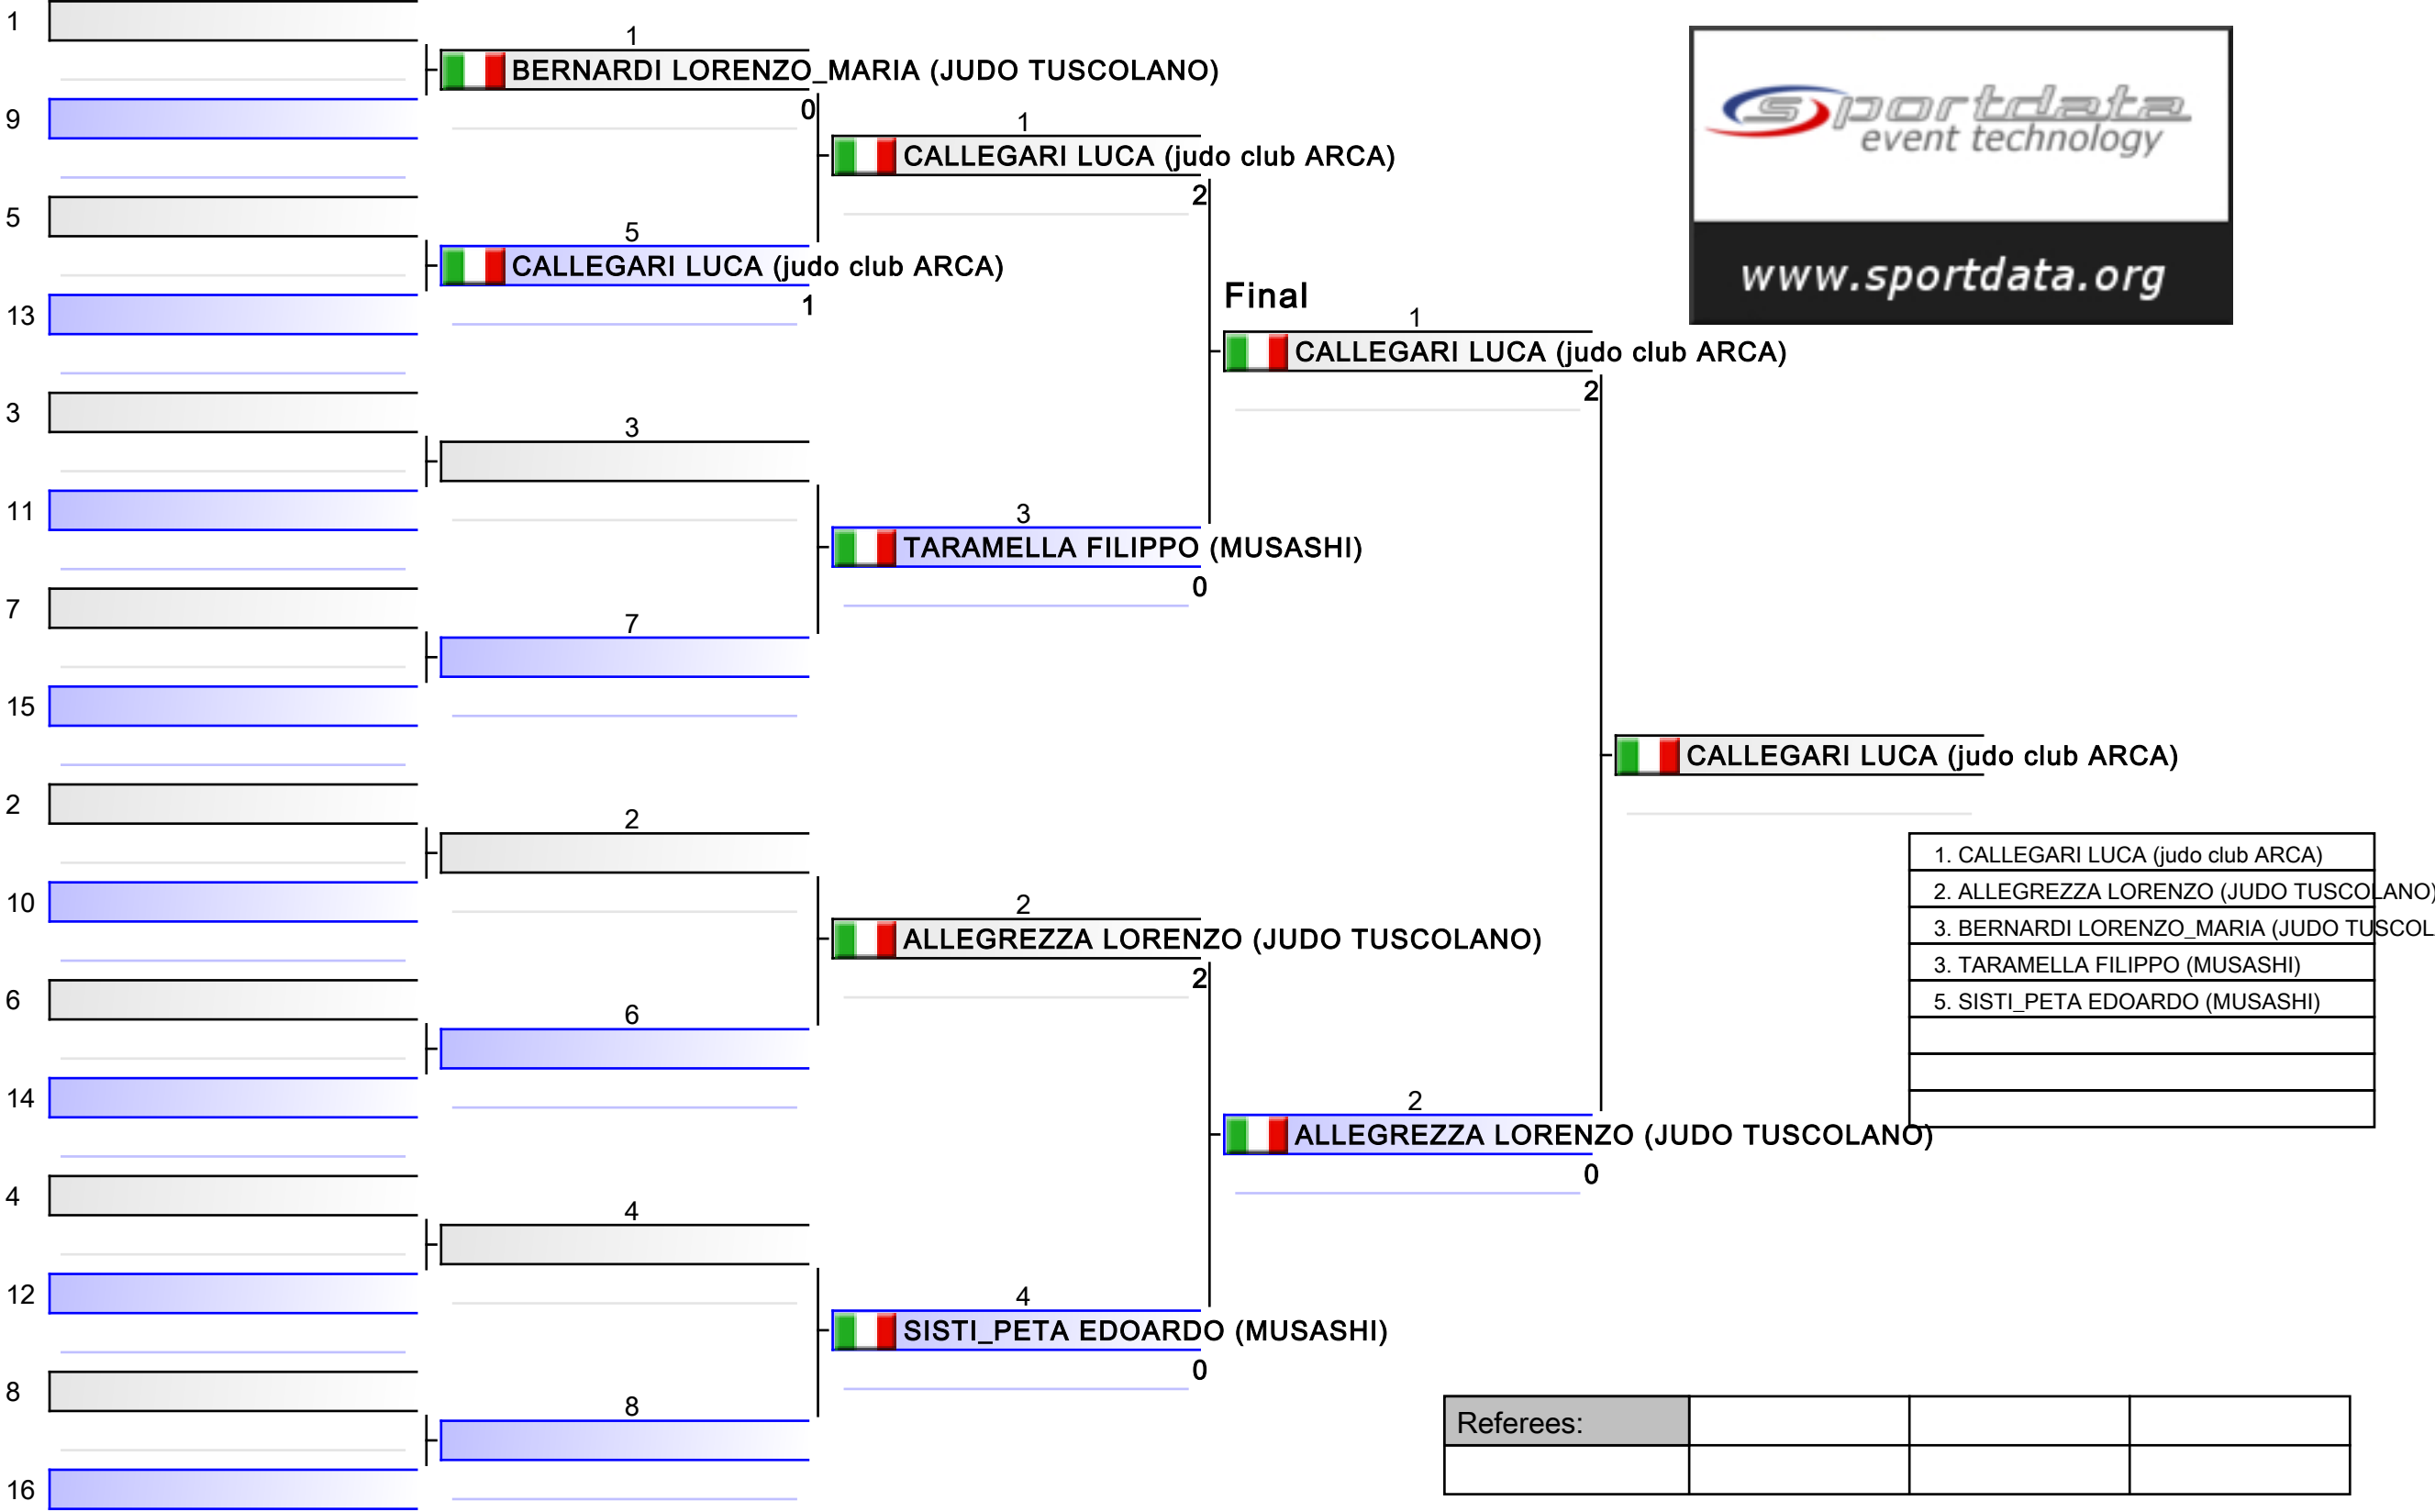 1
1
BERNARDI LORENZO_MARIA (JUDO TUSCOLANO)
0
9
1
CALLEGARI LUCA (judo club ARCA)
2
5
5
CALLEGARI LUCA (judo club ARCA)
1
13
sportdata
event technology
www.sportdata.org
Final
1
CALLEGARI LUCA (judo club ARCA)
2
3
3
11
3
TARAMELLA FILIPPO (MUSASHI)
0
7
7
15
CALLEGARI LUCA (judo club ARCA)
2
2
10
2
ALLEGREZZA LORENZO (JUDO TUSCOLANO)
2
6
6
14
1. CALLEGARI LUCA (judo club ARCA)
2. ALLEGREZZA LORENZO (JUDO TUSCOLANO)
3. BERNARDI LORENZO_MARIA (JUDO TUSCOL
3. TARAMELLA FILIPPO (MUSASHI)
5. SISTI_PETA EDOARDO (MUSASHI)
2
ALLEGREZZA LORENZO (JUDO TUSCOLANO)
0
4
4
12
4
SISTI_PETA EDOARDO (MUSASHI)
0
8
8
16
Referees: